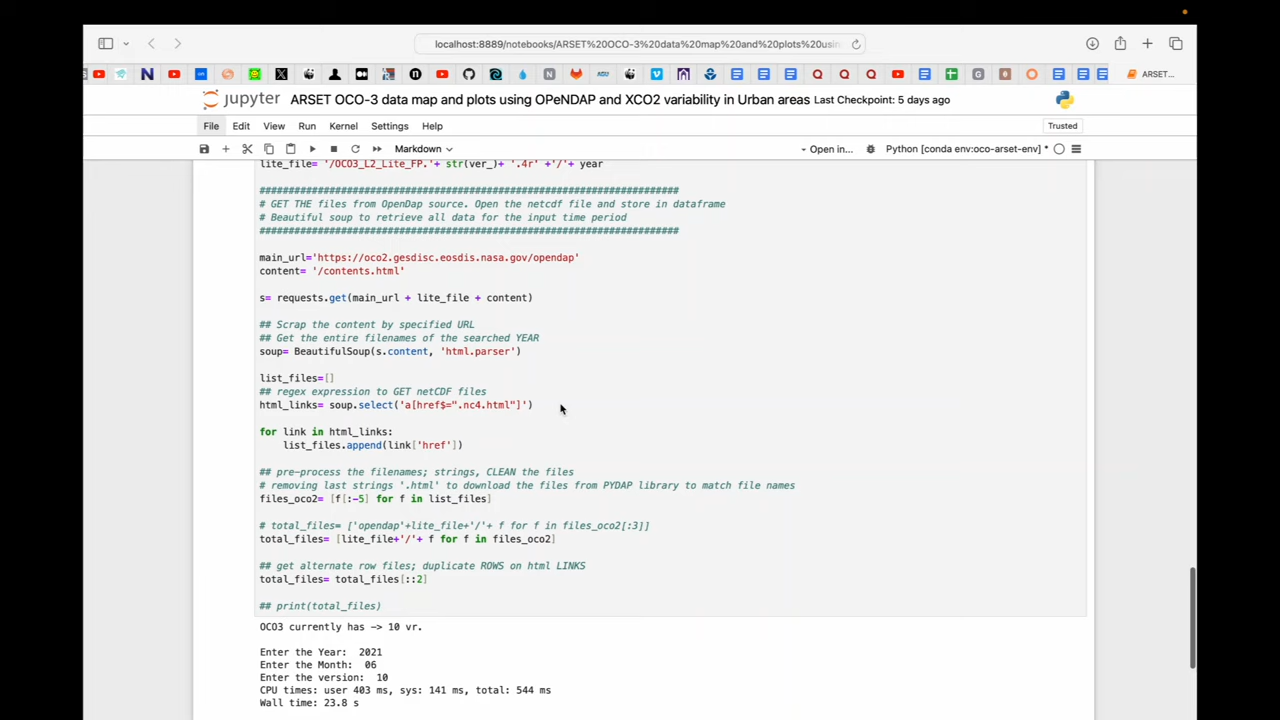 localhost:8889/notebooks/ARSET%20OCO-3%20data%20map%20and%20plots%20usin
ARSET...
jupyter ARSET OCO-3 data map and plots using OPeNDAP and XCO2 variability in Urban areas Last Checkpoint: 5 days ago
File Edit View Run Kernel Settings Help Trusted
Markdown Open in... Python [conda env:oco-arset-env] *
lite_file= '/OCO3_L2_Lite_FP.'+ str(ver_)+ '.4r' +'/'+ year
#########################################################################
# GET THE files from OpenDap source. Open the netcdf file and store in dataframe
# Beautiful soup to retrieve all data for the input time period
#########################################################################
main_url='https://oco2.gesdisc.eosdis.nasa.gov/opendap'
content= '/contents.html'
s= requests.get(main_url + lite_file + content)
## Scrap the content by specified URL
## Get the entire filenames of the searched YEAR
soup= BeautifulSoup(s.content, 'html.parser')
list_files=[]
## regex expression to GET netCDF files
html_links= soup.select('a[href$=".nc4.html"]')
for link in html_links:
    list_files.append(link['href'])
## pre-process the filenames; strings, CLEAN the files
# removing last strings '.html' to download the files from PYDAP library to match file names
files_oco2= [f[:-5] for f in list_files]
# total_files= ['opendap'+lite_file+'/'+ f for f in files_oco2[:3]]
total_files= [lite_file+'/'+ f for f in files_oco2]
## get alternate row files; duplicate ROWS on html LINKS
total_files= total_files[::2]
## print(total_files)
OCO3 currently has -> 10 vr.
Enter the Year:  2021
Enter the Month:  06
Enter the version:  10
CPU times: user 403 ms, sys: 141 ms, total: 544 ms
Wall time: 23.8 s